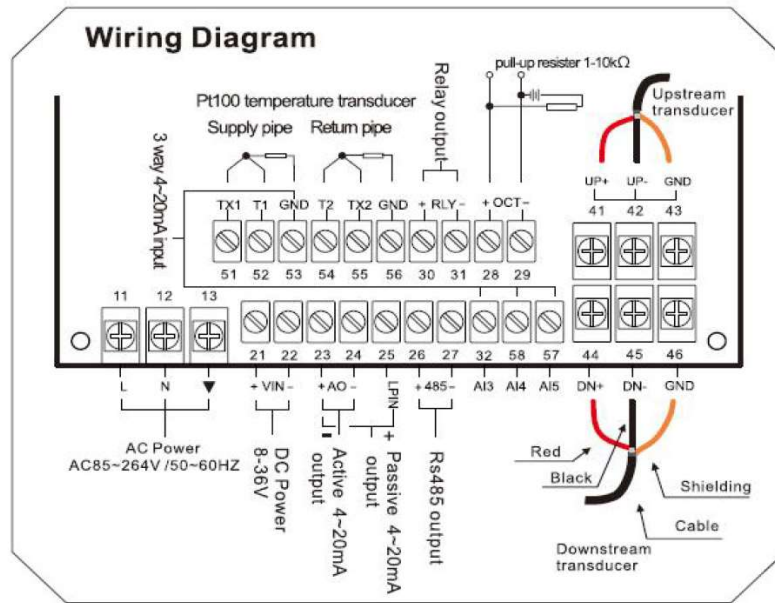 Wiring Diagram
pull-up resister 1-10kΩ
Relay output
Upstream
transducer
Pt100 temperature transducer
Supply pipe Return pipe
3 way 4~20mA input
TX1 T1 GND T2 TX2 GND + RLY - + OCT -
UP+ UP- GND
41 42 43
51 52 53 54 55 56 30 31 28 29
11 12 13
21 22 23 24 25 26 27 32 58 57
44 45 46
L N ▼ + VIN - + AO - LPIN + 485 - AI3 AI4 AI5 DN+ DN- GND
AC Power
AC85~264V /50~60HZ
DC Power
8-36V
- +
Active 4~20mA
output
Passive 4~20mA
output
Rs485 output
Red
Black
Shielding
Cable
Downstream
transducer